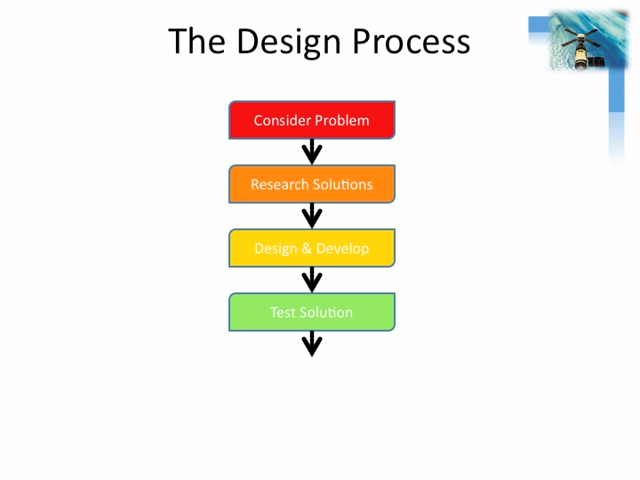 The Design Process
Consider Problem
Research Solutions
Design & Develop
Test Solution